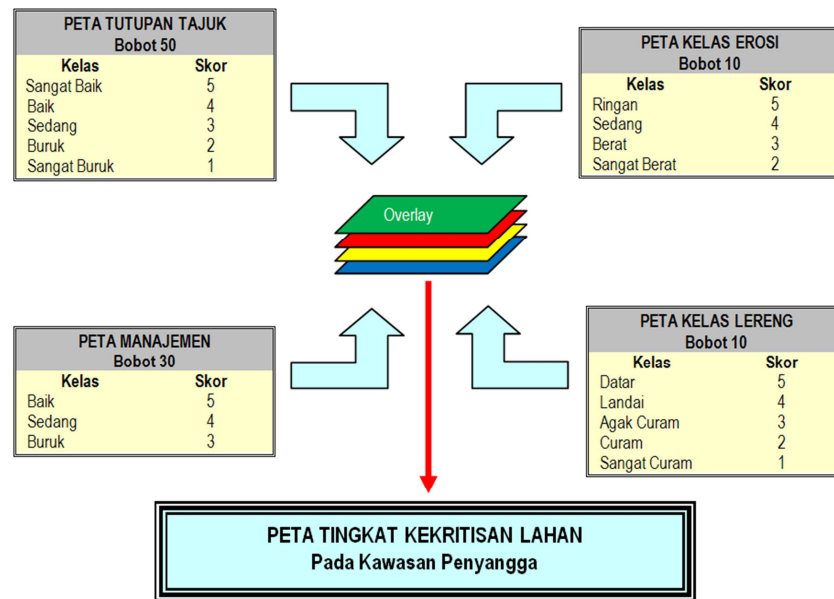 PETA TUTUPAN TAJUK
Bobot 50
Kelas Skor
Sangat Baik 5
Baik 4
Sedang 3
Buruk 2
Sangat Buruk 1
PETA KELAS EROSI
Bobot 10
Kelas Skor
Ringan 5
Sedang 4
Berat 3
Sangat Berat 2
Overlay
PETA MANAJEMEN
Bobot 30
Kelas Skor
Baik 5
Sedang 4
Buruk 3
PETA KELAS LERENG
Bobot 10
Kelas Skor
Datar 5
Landai 4
Agak Curam 3
Curam 2
Sangat Curam 1
PETA TINGKAT KEKRITISAN LAHAN
Pada Kawasan Penyangga